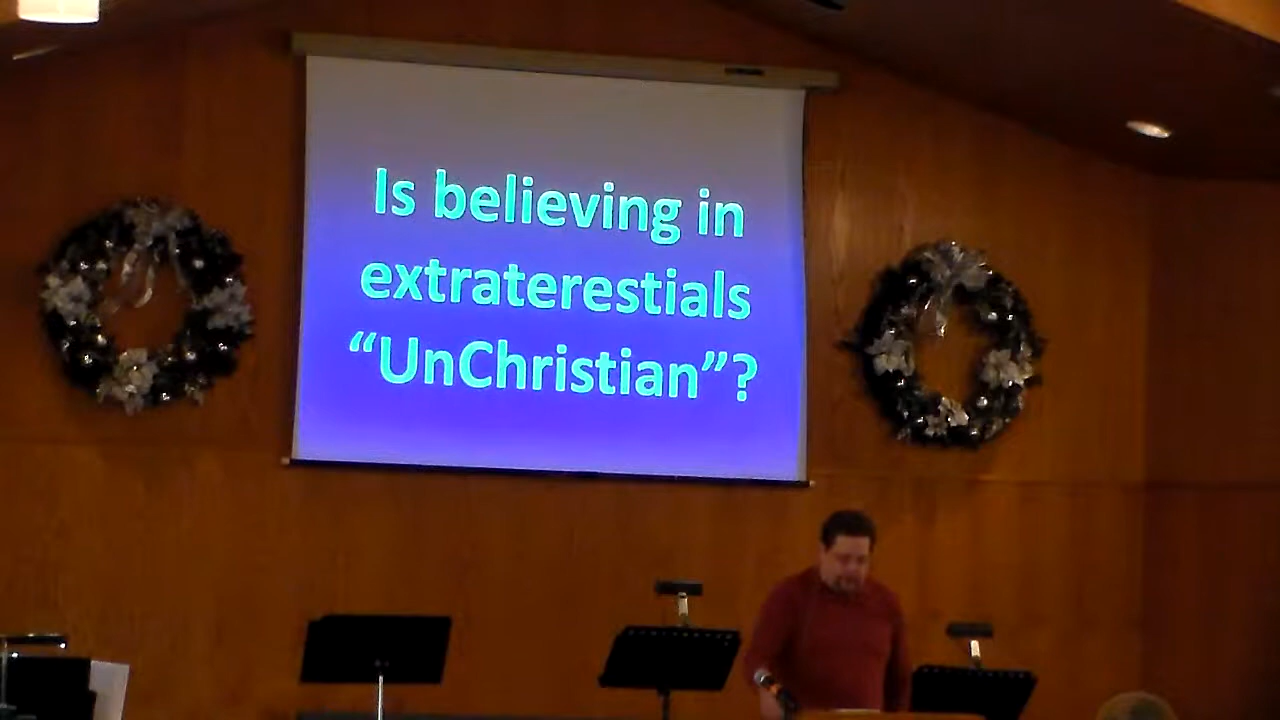 Is believing in
extraterestials
“UnChristian”?